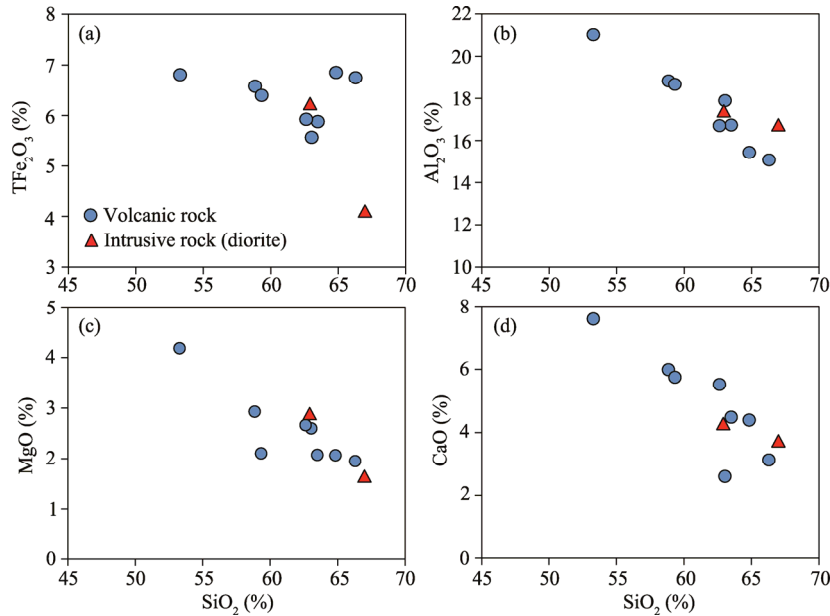 (a)
8
7
6
5
4
3
TFe₂O₃ (%)
Volcanic rock
Intrusive rock (diorite)
45 50 55 60 65 70
(b)
22
20
18
16
14
12
10
Al₂O₃ (%)
45 50 55 60 65 70
(c)
5
4
3
2
1
0
MgO (%)
45 50 55 60 65 70
SiO₂ (%)
(d)
8
6
4
2
0
CaO (%)
45 50 55 60 65 70
SiO₂ (%)